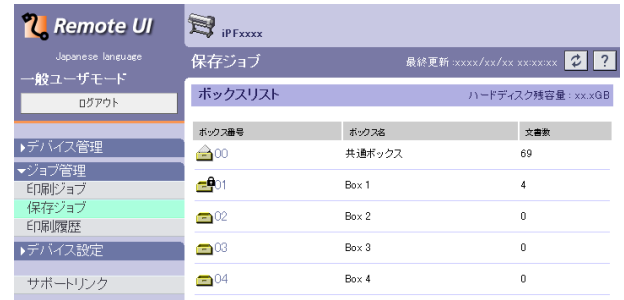 Remote UI
Japanese language
一般ユーザモード
ログアウト
▶デバイス管理
▼ジョブ管理
印刷ジョブ
保存ジョブ
印刷履歴
▶デバイス設定
サポートリンク
iPFxxxx
保存ジョブ 最終更新:xxxx/xx/xx xx:xx:xx ?
ボックスリスト ハードディスク残容量:xx.xGB
ボックス番号 ボックス名 文書数
00 共通ボックス 69
01 Box 1 4
02 Box 2 0
03 Box 3 0
04 Box 4 0